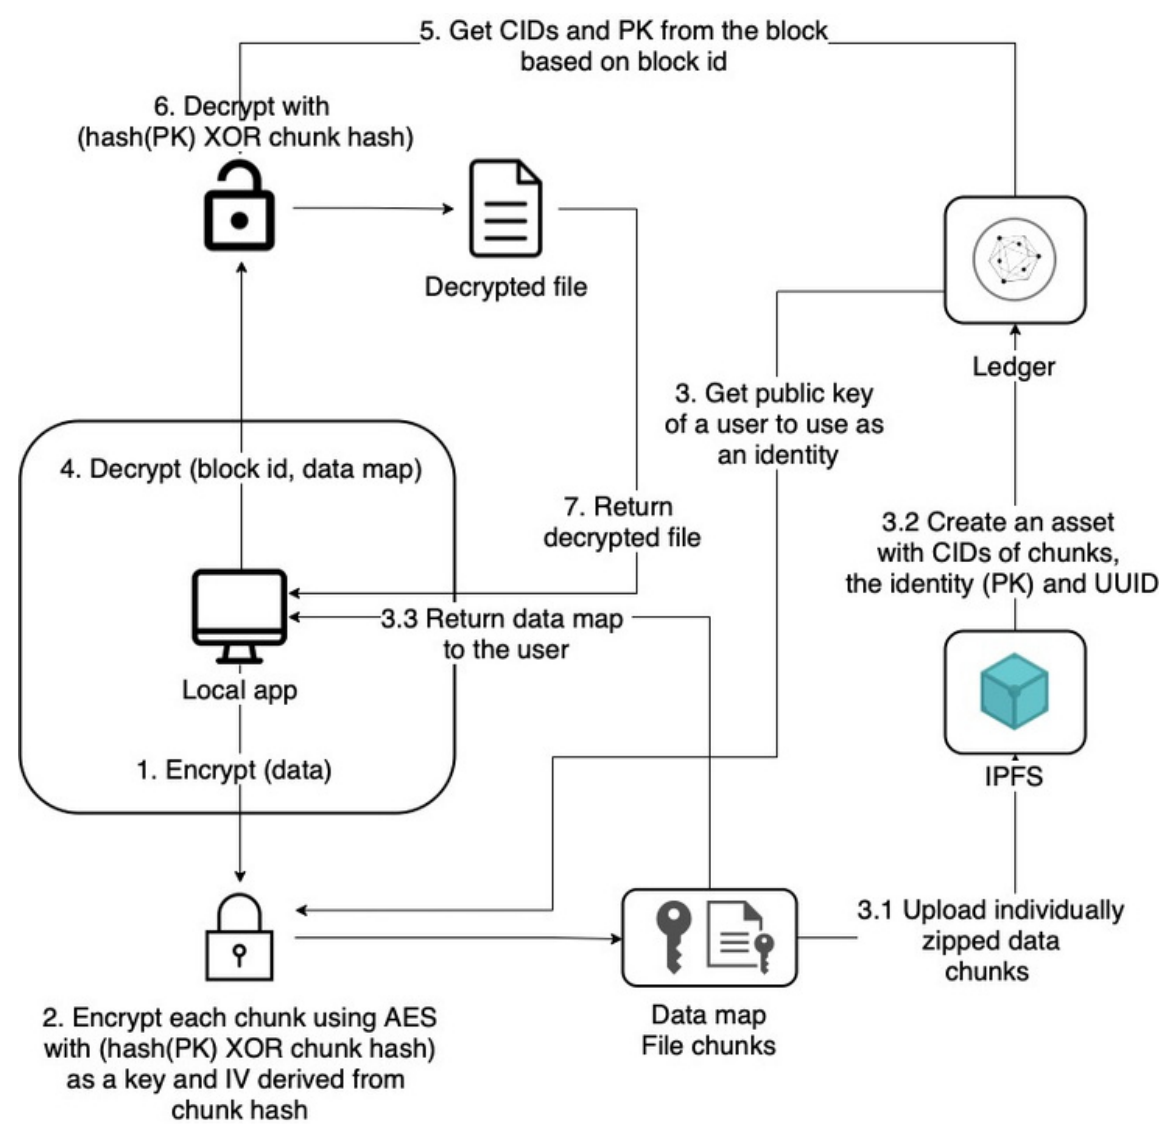 5. Get CIDs and PK from the block
based on block id
6. Decrypt with
(hash(PK) XOR chunk hash)
Decrypted file
Ledger
3. Get public key
of a user to use as
an identity
4. Decrypt (block id, data map)
7. Return
decrypted file
3.2 Create an asset
with CIDs of chunks,
the identity (PK) and UUID
3.3 Return data map
to the user
Local app
1. Encrypt (data)
IPFS
3.1 Upload individually
zipped data
chunks
2. Encrypt each chunk using AES
with (hash(PK) XOR chunk hash)
as a key and IV derived from
chunk hash
Data map
File chunks